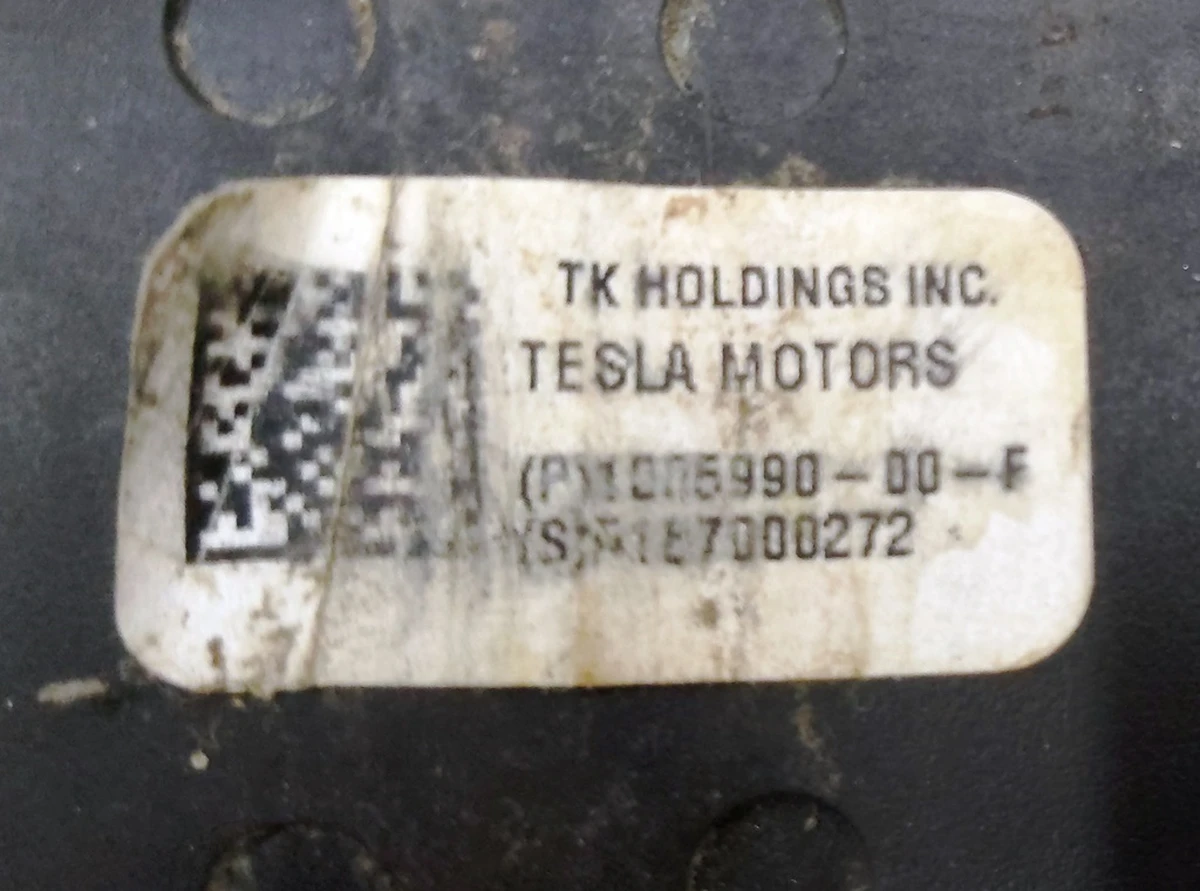 TK HOLDINGS INC.
TESLA MOTORS
(P)1005990-00-F